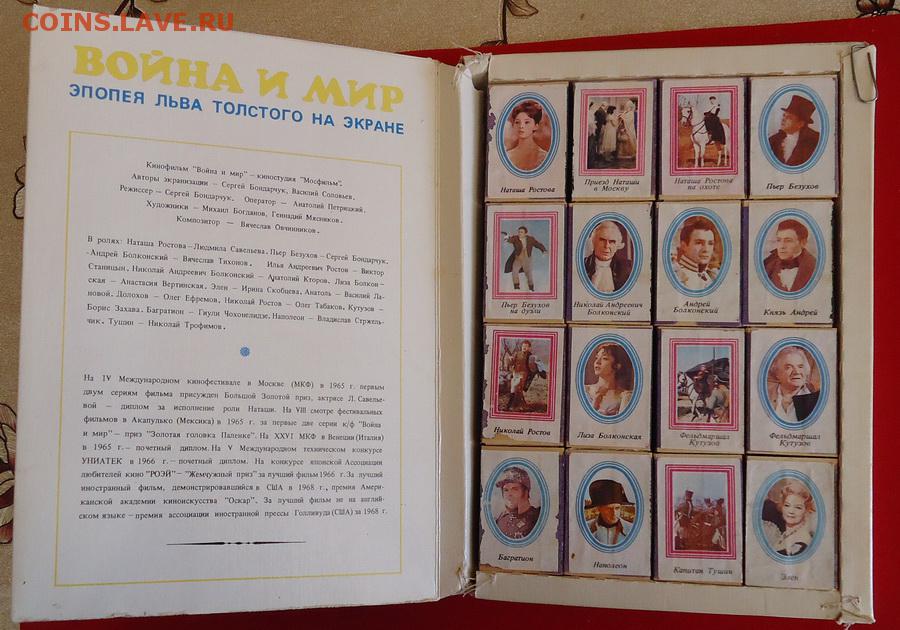 COINS.LAVE.RU
ВОЙНА И МИР
ЭПОПЕЯ ЛЬВА ТОЛСТОГО НА ЭКРАНЕ
Кинофильм "Война и мир" – киностудия "Мосфильм".
Авторы экранизации – Сергей Бондарчук, Василий Соловьев.
Режиссер – Сергей Бондарчук. Оператор – Анатолий Петрицкий.
Художники – Михаил Богданов, Геннадий Мясников.
Композитор – Вячеслав Овчинников.
В ролях: Наташа Ростова – Людмила Савельева. Пьер Безухов – Сергей Бондарчук.
-Андрей Болконский – Вячеслав Тихонов. Илья Андреевич Ростов – Виктор
Станицын. Николай Андреевич Болконский – Анатолий Кторов. Лиза Болкон-
ская – Анастасия Вертинская. Элен – Ирина Скобцева. Анатоль – Василий Ла-
новой. Долохов – Олег Ефремов. Николай Ростов – Олег Табаков. Кутузов –
Борис Захава. Багратион – Гиули Чохонелидзе. Наполеон – Владислав Стржель-
чик. Тушин – Николай Трофимов.
На IV Международном кинофестивале в Москве (МКФ) в 1965 г. первым
двум сериям фильма присужден Большой Золотой приз, актрисе Л. Савелье-
вой – диплом за исполнение роли Наташи. На VIII смотре фестивальных
фильмов в Акапулько (Мексика) в 1965 г. за первые две серии к/ф "Война
и мир" – приз "Золотая головка Паленке". На XXVI МКФ в Венеции (Италия)
в 1965 г. – почетный диплом. На V Международном техническом конкурсе
УНИАТЕК в 1966 г. – почетный диплом. На конкурсе японской Ассоциации
любителей кино "РОЭЙ" – "Жемчужный приз" за лучший фильм 1966 г. За лучший
иностранный фильм, демонстрировавшийся в США в 1968 г., премия Амери-
канской академии киноискусства "Оскар". За лучший фильм не на англий-
ском языке – премия ассоциации иностранной прессы Голливуда (США) за 1968 г.
Наташа Ростова
Приезд Наташи
в Москву
Наташа Ростова
на охоте
Пьер Безухов
Пьер Безухов
на дуэли
Николай Андреевич
Болконский
Андрей
Болконский
Князь Андрей
Николай Ростов
Лиза Болконская
Фельдмаршал
Кутузов
Фельдмаршал
Кутузов
Багратион
Наполеон
Капитан Тушин
Элен